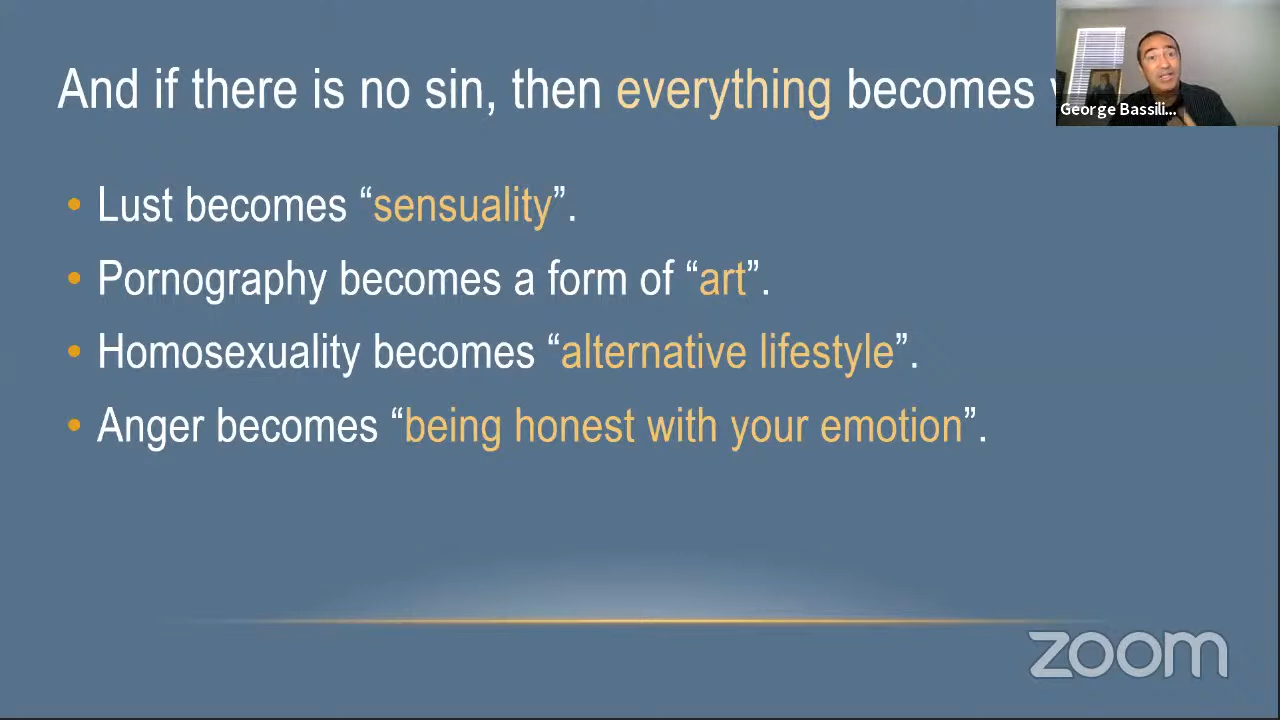 And if there is no sin, then everything becomes
George Bassili...
• Lust becomes “sensuality”.
• Pornography becomes a form of “art”.
• Homosexuality becomes “alternative lifestyle”.
• Anger becomes “being honest with your emotion”.
zoom